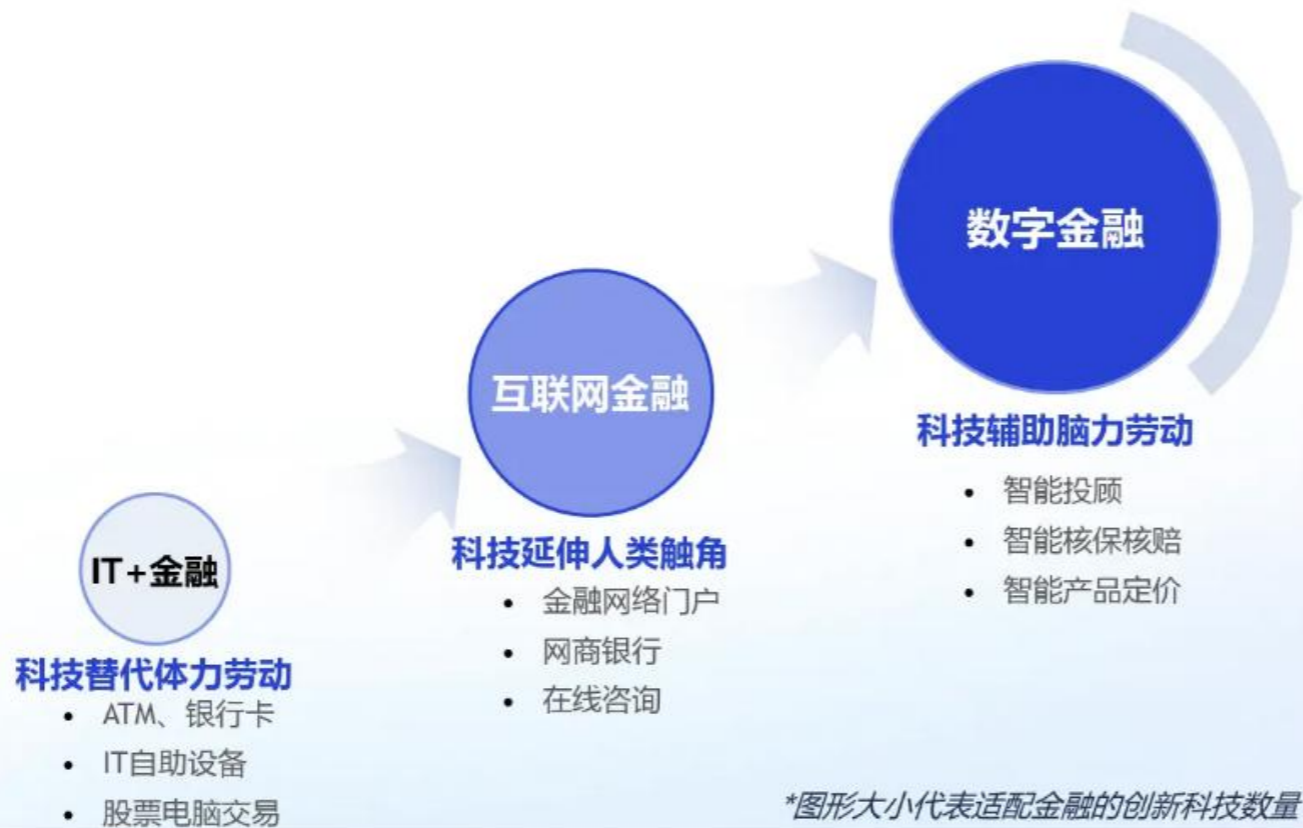 数字金融
科技辅助脑力劳动
• 智能投顾
• 智能核保核赔
• 智能产品定价
互联网金融
科技延伸人类触角
• 金融网络门户
• 网商银行
• 在线咨询
IT+金融
科技替代体力劳动
• ATM、银行卡
• IT自助设备
• 股票电脑交易
*图形大小代表适配金融的创新科技数量